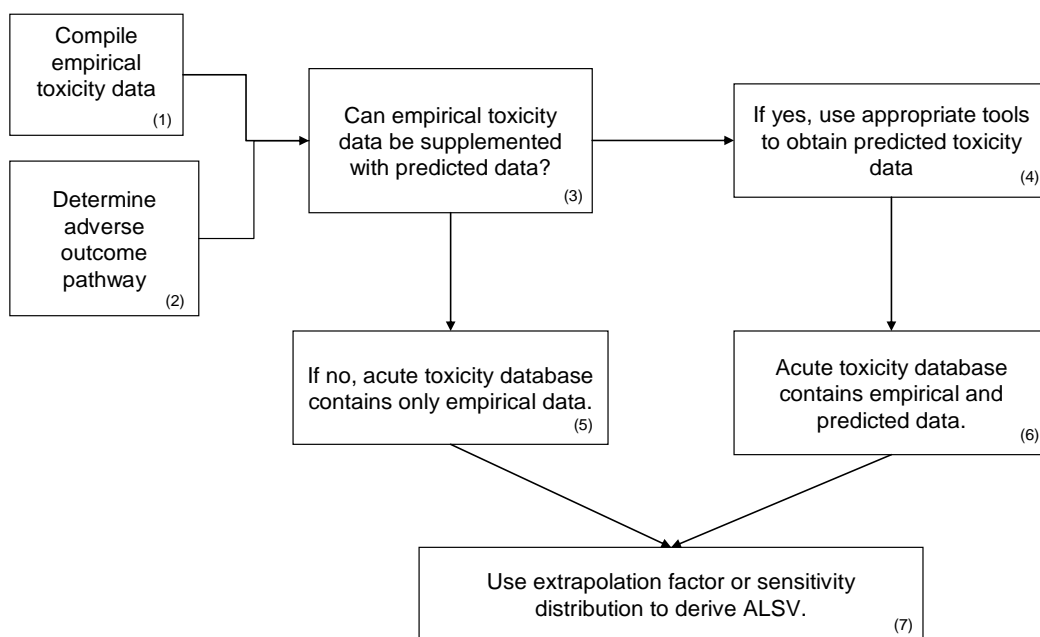 Compile
empirical
toxicity data
(1)
Determine
adverse
outcome
pathway
(2)
Can empirical toxicity
data be supplemented
with predicted data?
(3)
If yes, use appropriate tools
to obtain predicted toxicity
data
(4)
If no, acute toxicity database
contains only empirical data.
(5)
Acute toxicity database
contains empirical and
predicted data.
(6)
Use extrapolation factor or sensitivity
distribution to derive ALSV.
(7)